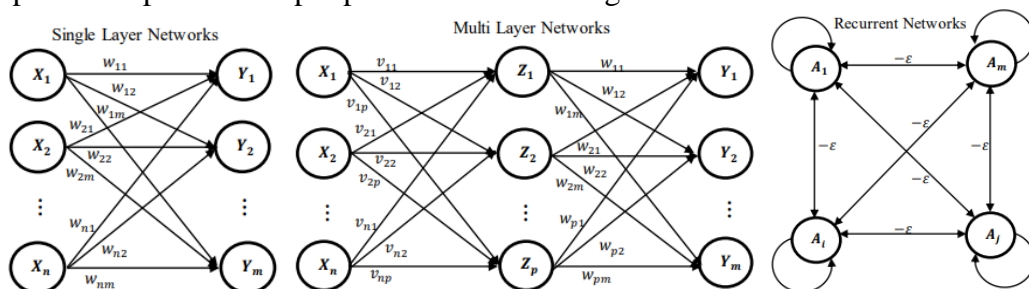 Single Layer Networks
X₁ w₁₁ Y₁
w₁₂
w₁ₘ
w₂₁
X₂ w₂₂ Y₂
w₂ₘ
⋮ ⋮
wₙ₁
wₙ₂
Xₙ Yₘ
wₙₘ
Multi Layer Networks
X₁ v₁₁ Z₁ w₁₁ Y₁
v₁₂ w₁₂
v₁ₚ w₁ₘ
v₂₁ w₂₁
X₂ v₂₂ Z₂ w₂₂ Y₂
v₂ₚ w₂ₘ
⋮ ⋮ ⋮
vₙ₁ wₚ₁
vₙ₂ wₚ₂
Xₙ Zₚ Yₘ
vₙₚ wₚₘ
Recurrent Networks
A₁ −ε Aₘ
−ε
−ε −ε
−ε
Aᵢ −ε Aⱼ